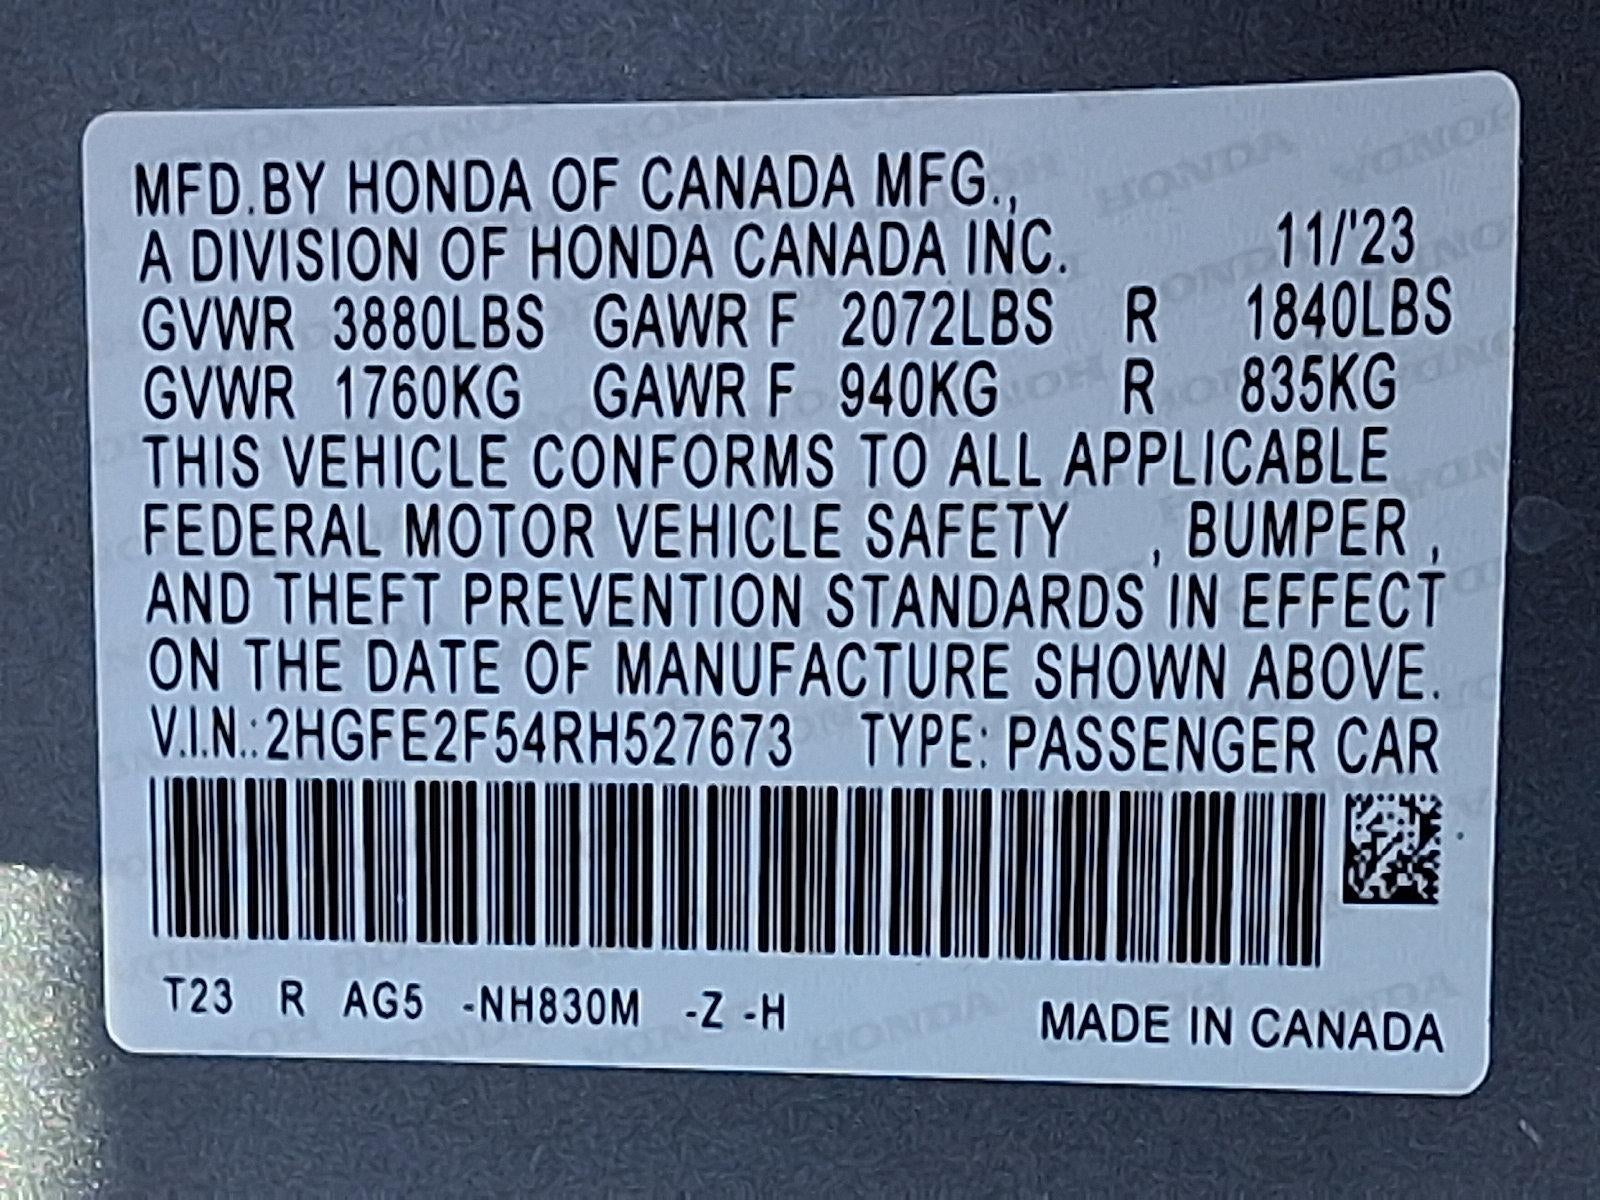 MFD.BY HONDA OF CANADA MFG.,
A DIVISION OF HONDA CANADA INC. 11/'23
GVWR 3880LBS GAWR F 2072LBS R 1840LBS
GVWR 1760KG GAWR F 940KG R 835KG
THIS VEHICLE CONFORMS TO ALL APPLICABLE
FEDERAL MOTOR VEHICLE SAFETY , BUMPER ,
AND THEFT PREVENTION STANDARDS IN EFFECT
ON THE DATE OF MANUFACTURE SHOWN ABOVE.
V.I.N.:2HGFE2F54RH527673 TYPE: PASSENGER CAR
T23 R AG5 -NH830M -Z -H MADE IN CANADA